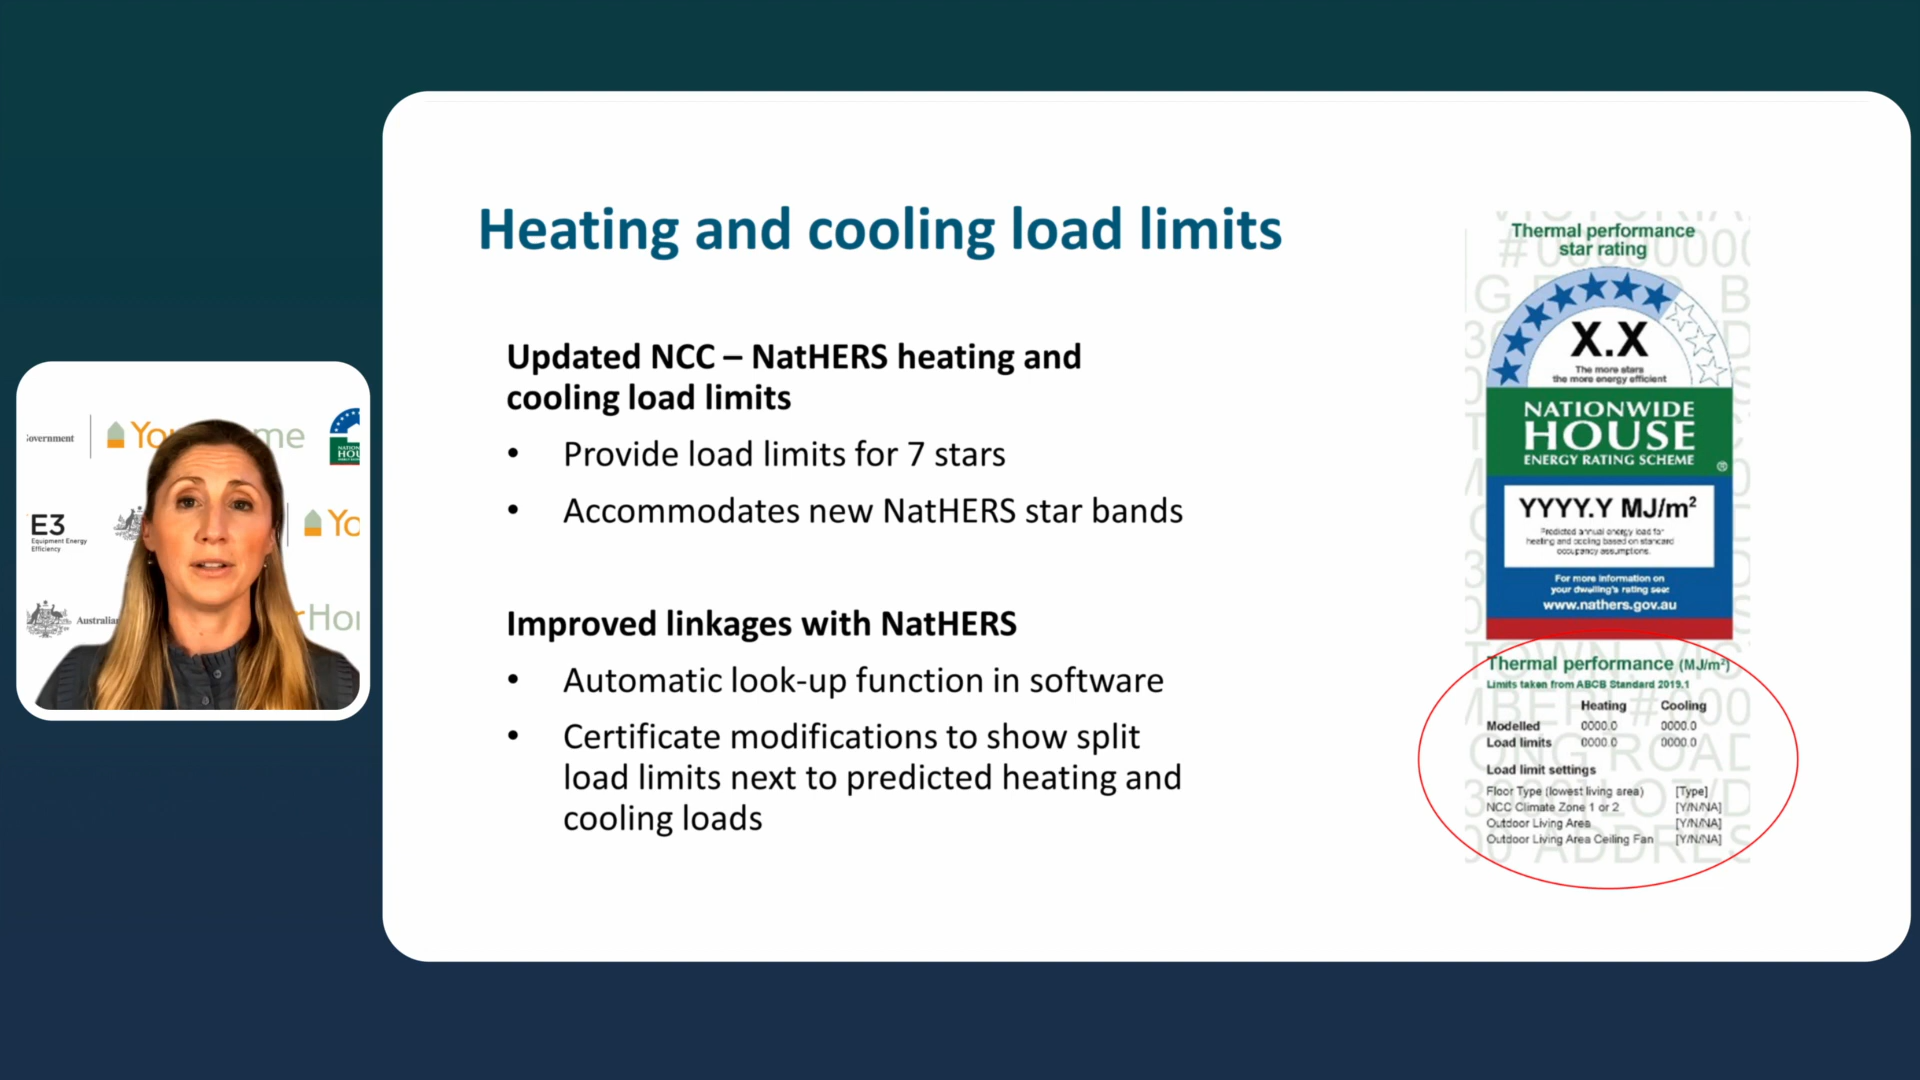 Heating and cooling load limits
Updated NCC – NatHERS heating and
cooling load limits
• Provide load limits for 7 stars
• Accommodates new NatHERS star bands
Improved linkages with NatHERS
• Automatic look-up function in software
• Certificate modifications to show split
load limits next to predicted heating and
cooling loads
Thermal performance
star rating
X.X
The more stars
the more energy efficient
NATIONWIDE
HOUSE
ENERGY RATING SCHEME ®
YYYY.Y MJ/m²
Predicted annual energy load for
heating and cooling based on standard
occupancy assumptions.
For more information on
your dwelling's rating see:
www.nathers.gov.au
Thermal performance (MJ/m²)
Limits taken from ABCB Standard 2019.1
Heating Cooling
Modelled 0000.0 0000.0
Load limits 0000.0 0000.0
Load limit settings
Floor Type (lowest living area) [Type]
NCC Climate Zone 1 or 2 [Y/N/NA]
Outdoor Living Area [Y/N/NA]
Outdoor Living Area Ceiling Fan [Y/N/NA]
E3
Equipment Energy
Efficiency